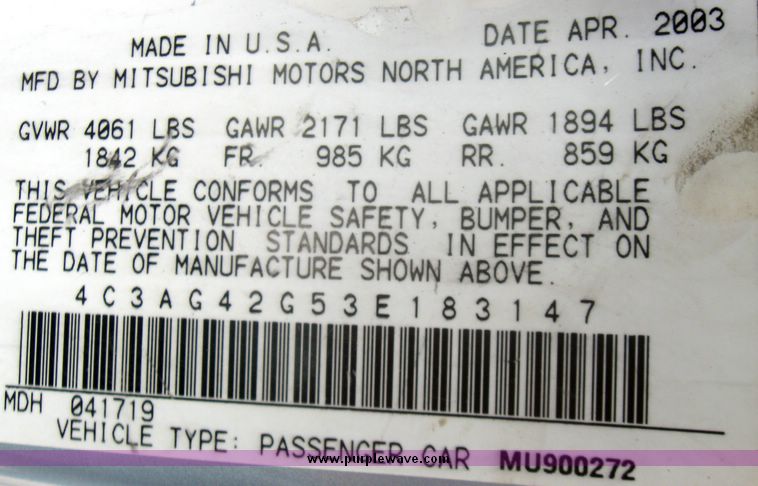 MADE IN U.S.A. DATE APR. 2003
MFD BY MITSUBISHI MOTORS NORTH AMERICA, INC.
GVWR 4061 LBS GAWR 2171 LBS GAWR 1894 LBS
1842 KG FR. 985 KG RR. 859 KG
THIS VEHICLE CONFORMS TO ALL APPLICABLE
FEDERAL MOTOR VEHICLE SAFETY, BUMPER, AND
THEFT PREVENTION STANDARDS IN EFFECT ON
THE DATE OF MANUFACTURE SHOWN ABOVE.
4C3AG42G53E183147
MDH 041719
VEHICLE TYPE: PASSENGER CAR MU900272
www.purplewave.com